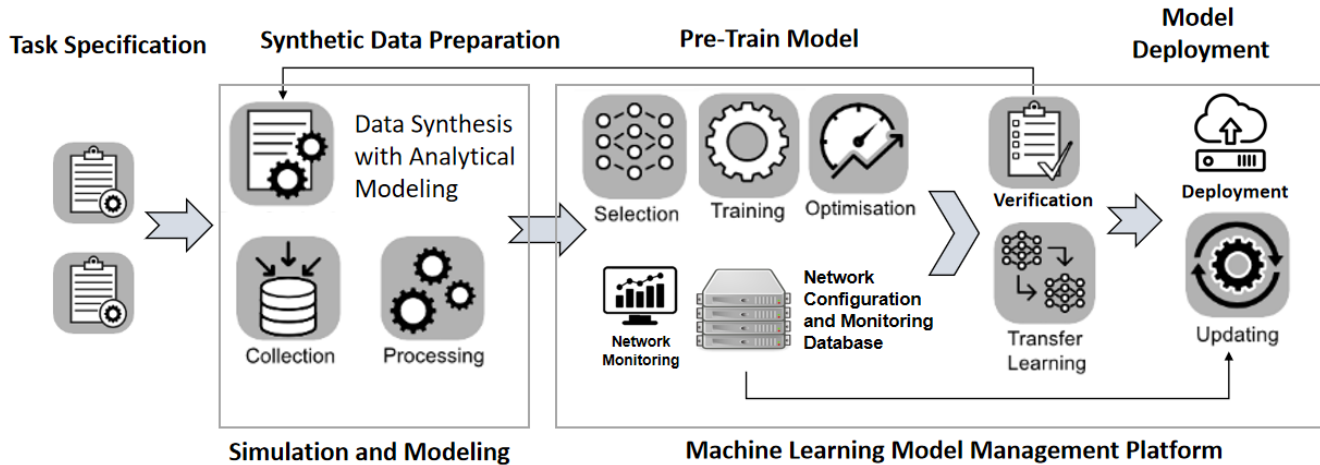 Task Specification
Synthetic Data Preparation
Pre-Train Model
Model
Deployment
Data Synthesis
with Analytical
Modeling
Collection
Processing
Selection
Training
Optimisation
Network
Monitoring
Network
Configuration
and Monitoring
Database
Verification
Transfer
Learning
Deployment
Updating
Simulation and Modeling
Machine Learning Model Management Platform